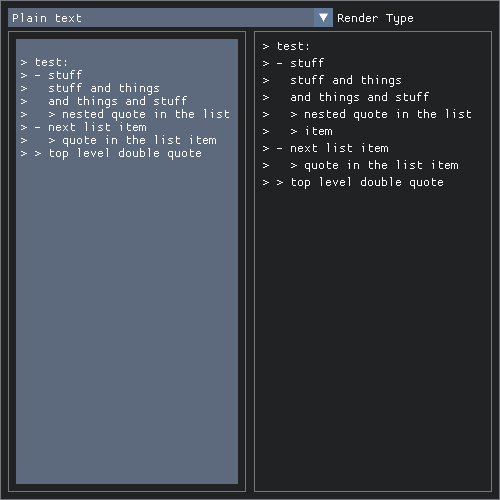 Plain text
Render Type
> test:
> - stuff
>   stuff and things
>   and things and stuff
>   > nested quote in the list
> - next list item
>   > quote in the list item
> > top level double quote
> test:
> - stuff
>   stuff and things
>   and things and stuff
>   > nested quote in the list
>   > item
> - next list item
>   > quote in the list item
> > top level double quote